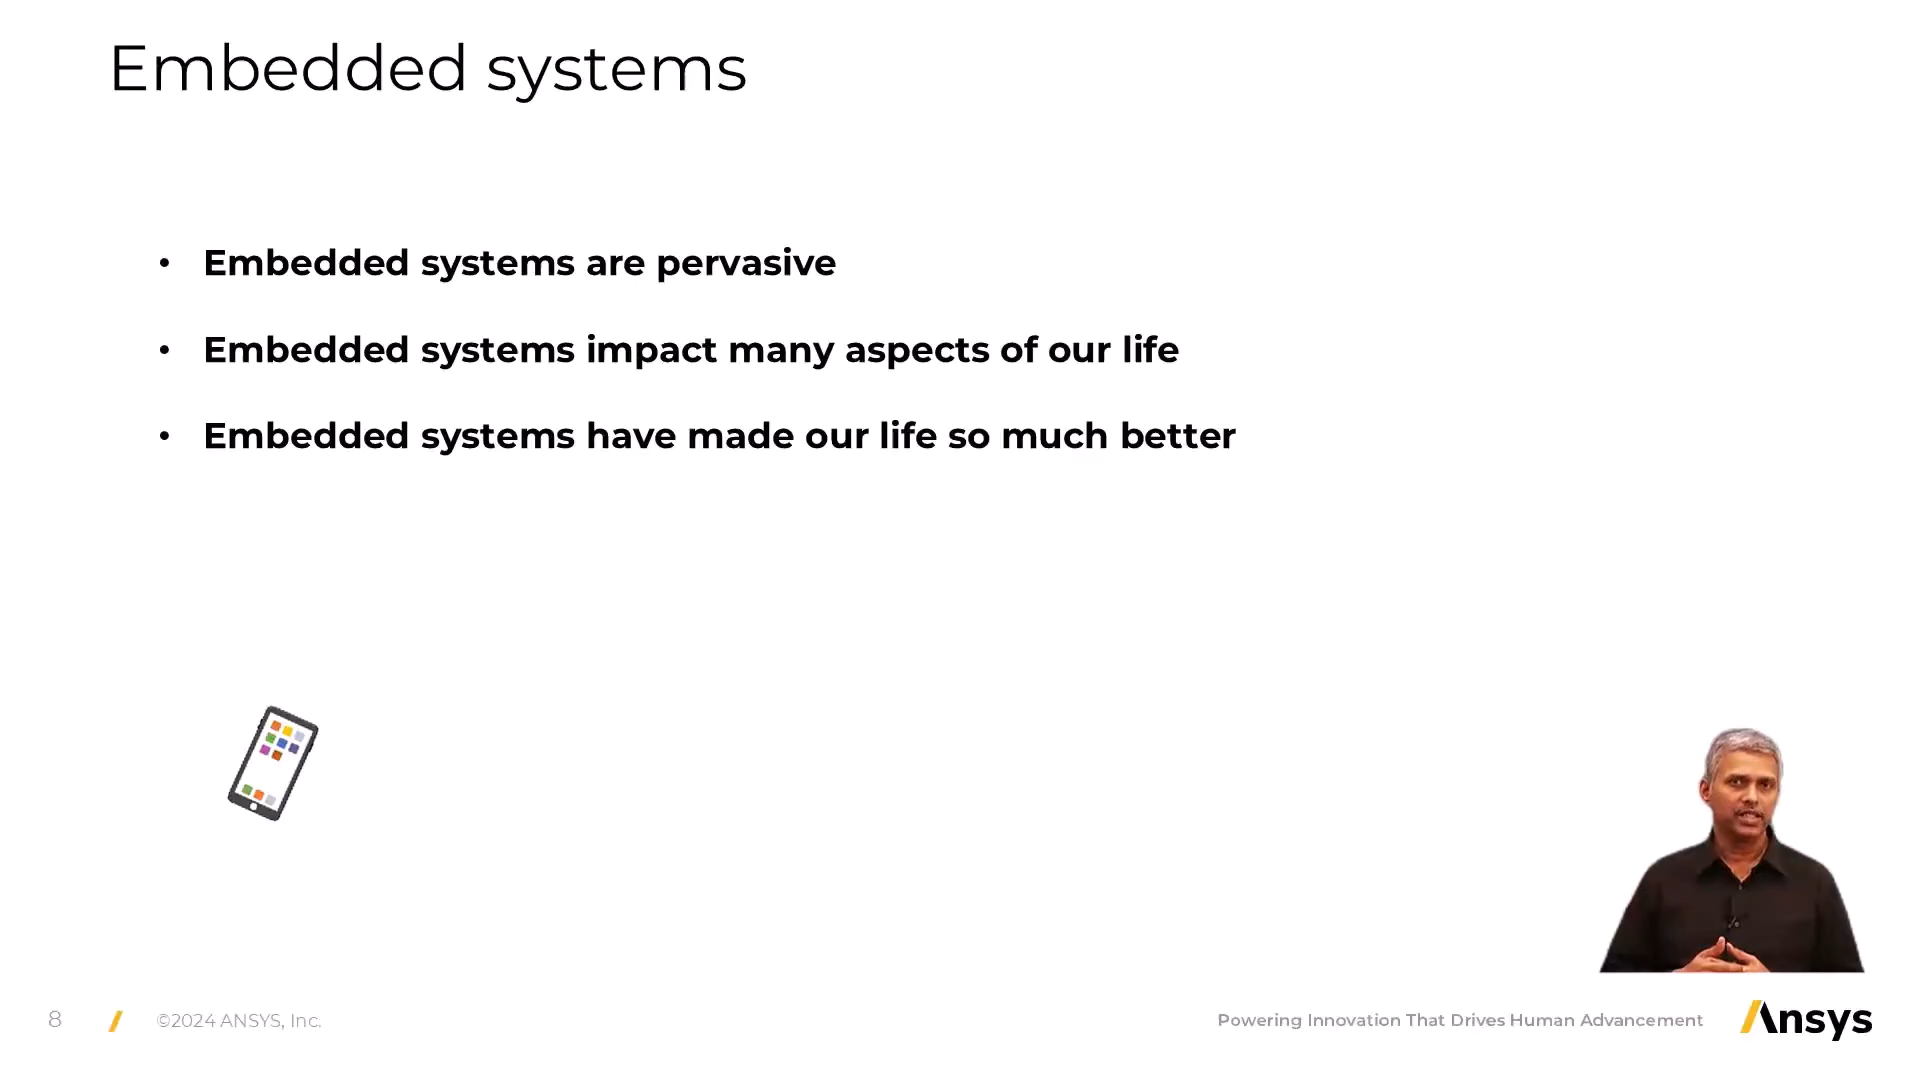 Embedded systems
• Embedded systems are pervasive
• Embedded systems impact many aspects of our life
• Embedded systems have made our life so much better
8
©2024 ANSYS, Inc.
Powering Innovation That Drives Human Advancement
Ansys